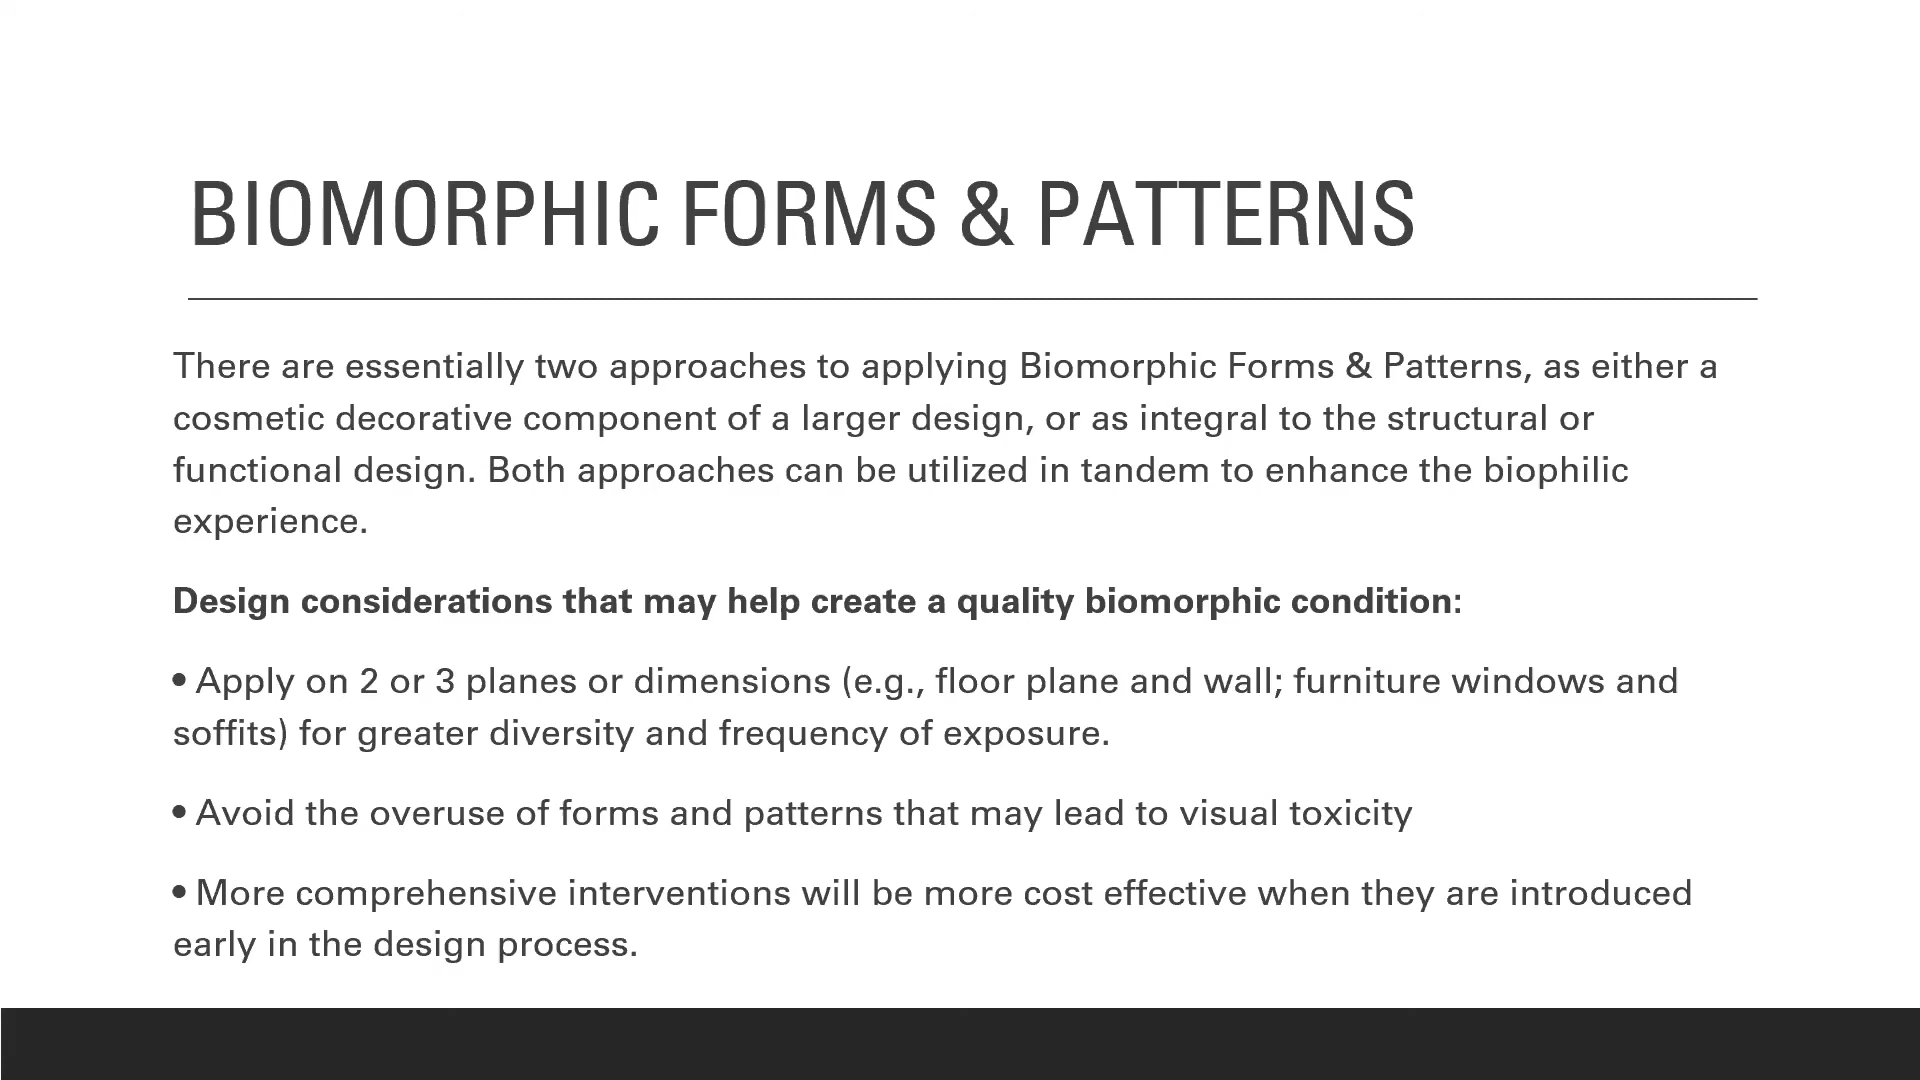 BIOMORPHIC FORMS & PATTERNS
There are essentially two approaches to applying Biomorphic Forms & Patterns, as either a
cosmetic decorative component of a larger design, or as integral to the structural or
functional design. Both approaches can be utilized in tandem to enhance the biophilic
experience.
Design considerations that may help create a quality biomorphic condition:
• Apply on 2 or 3 planes or dimensions (e.g., floor plane and wall; furniture windows and
soffits) for greater diversity and frequency of exposure.
• Avoid the overuse of forms and patterns that may lead to visual toxicity
• More comprehensive interventions will be more cost effective when they are introduced
early in the design process.